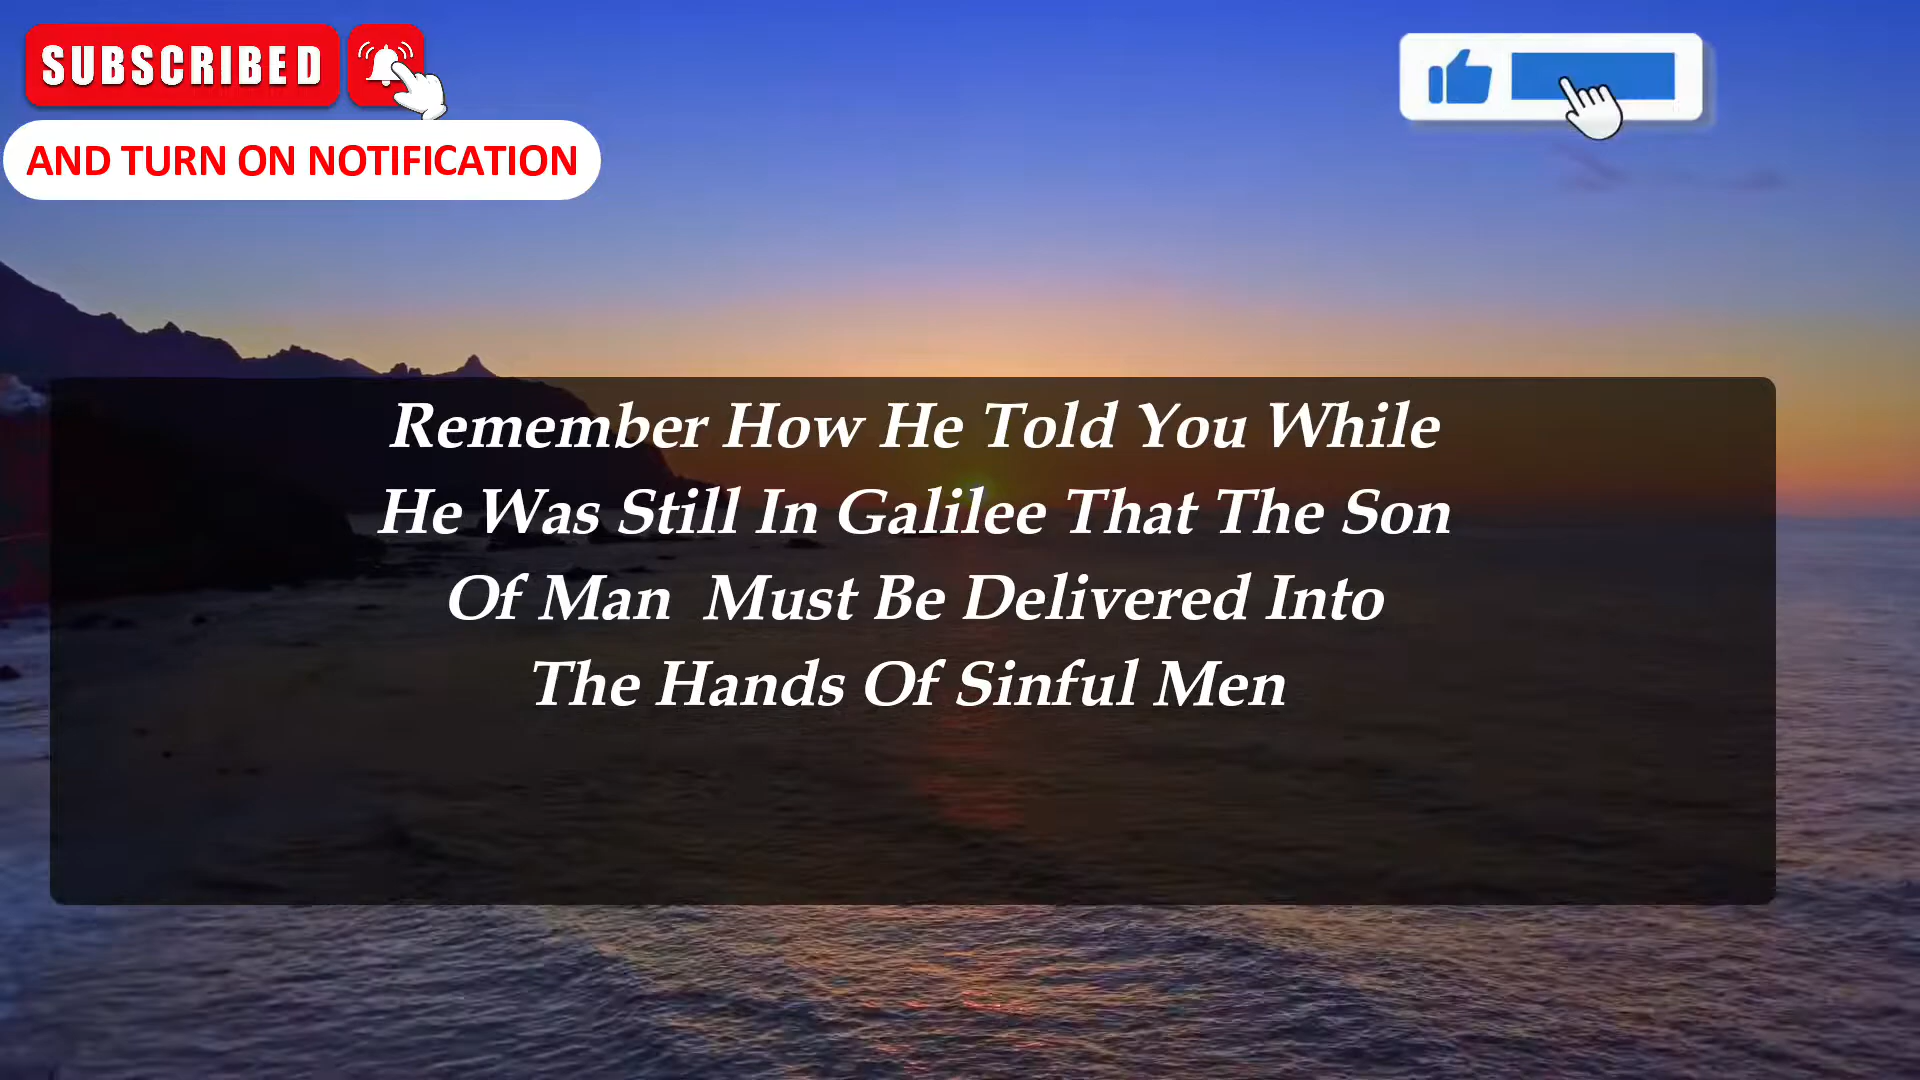 SUBSCRIBED
AND TURN ON NOTIFICATION
Remember How He Told You While
He Was Still In Galilee That The Son
Of Man  Must Be Delivered Into
The Hands Of Sinful Men